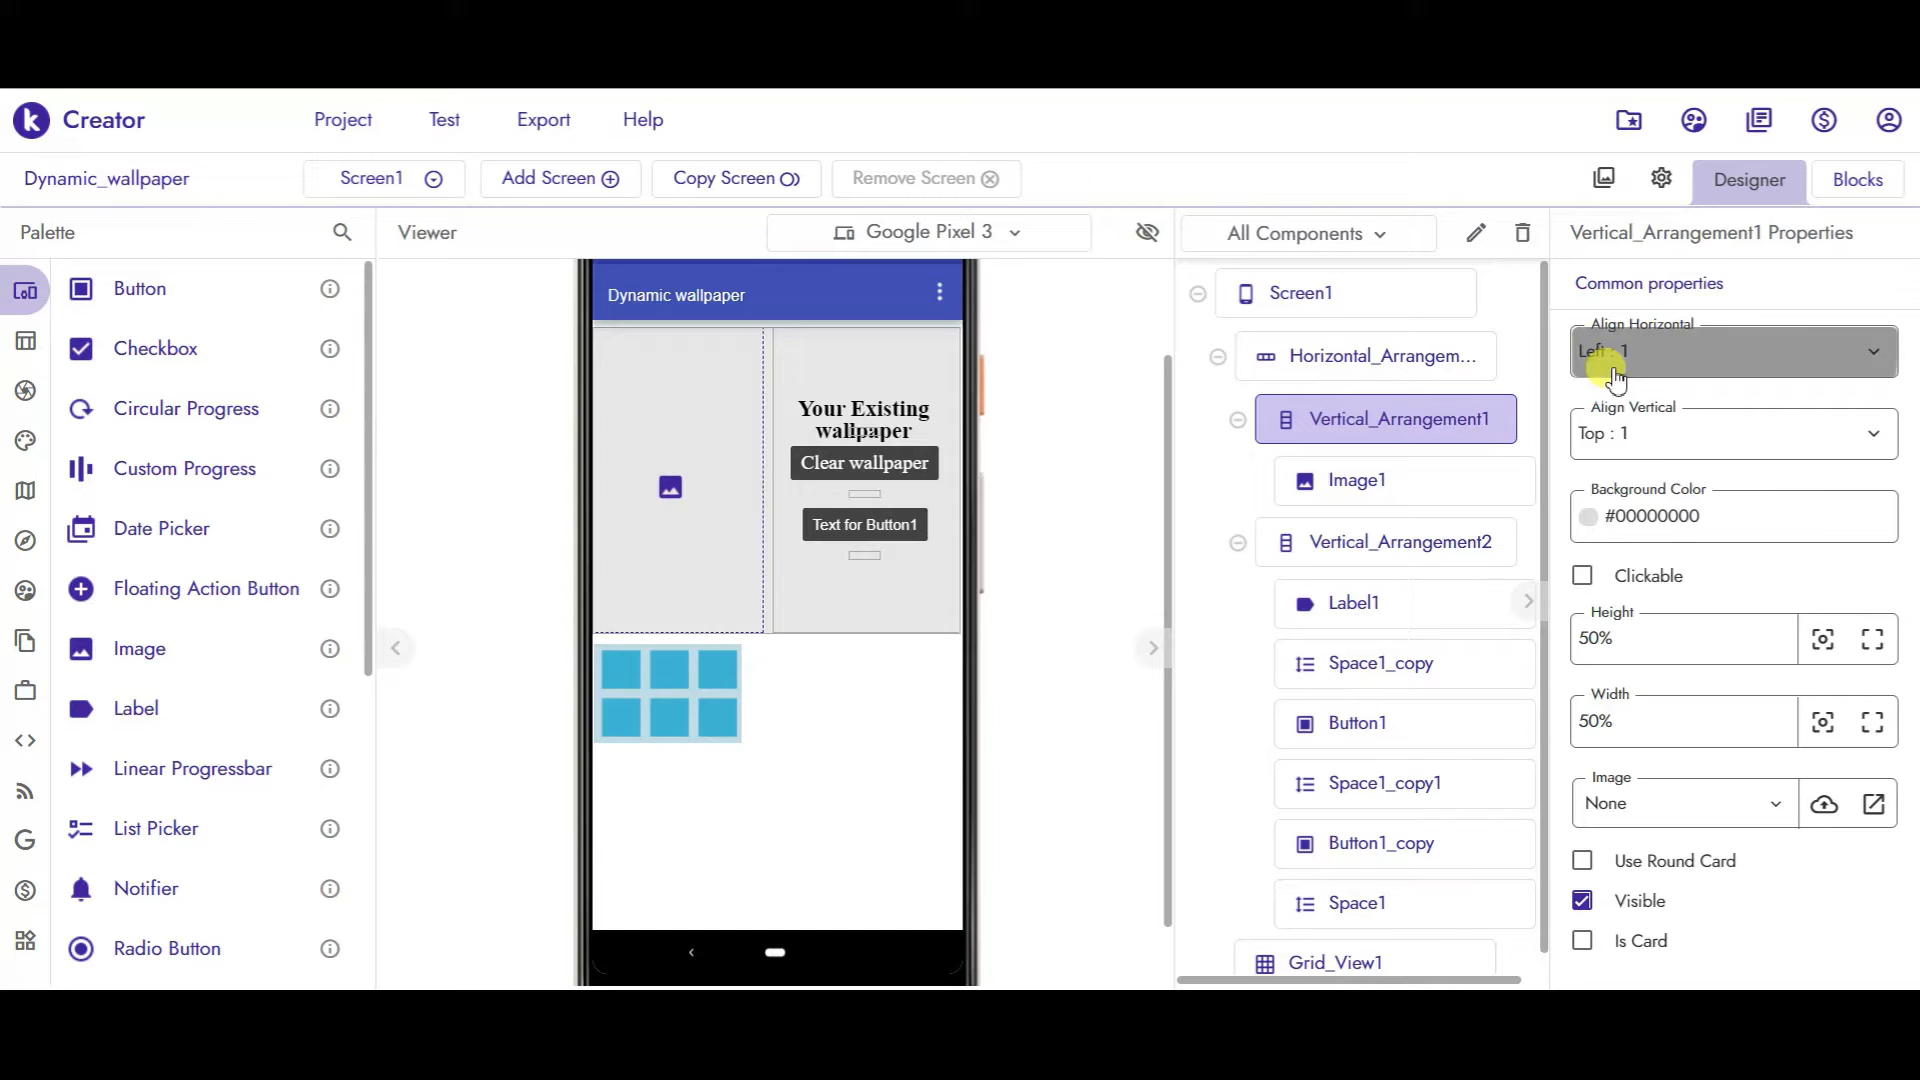 k Creator
Project
Test
Export
Help
Dynamic_wallpaper
Screen1
Add Screen
Copy Screen
Remove Screen
Designer
Blocks
Palette
Viewer
Google Pixel 3
All Components
Vertical_Arrangement1 Properties
Button
Checkbox
Circular Progress
Custom Progress
Date Picker
Floating Action Button
Image
Label
Linear Progressbar
List Picker
Notifier
Radio Button
Dynamic wallpaper
Your Existing
wallpaper
Clear wallpaper
Text for Button1
Screen1
Horizontal_Arrangem...
Vertical_Arrangement1
Image1
Vertical_Arrangement2
Label1
Space1_copy
Button1
Space1_copy1
Button1_copy
Space1
Grid_View1
Common properties
Align Horizontal
Left : 1
Align Vertical
Top : 1
Background Color
#00000000
Clickable
Height
50%
Width
50%
Image
None
Use Round Card
Visible
Is Card